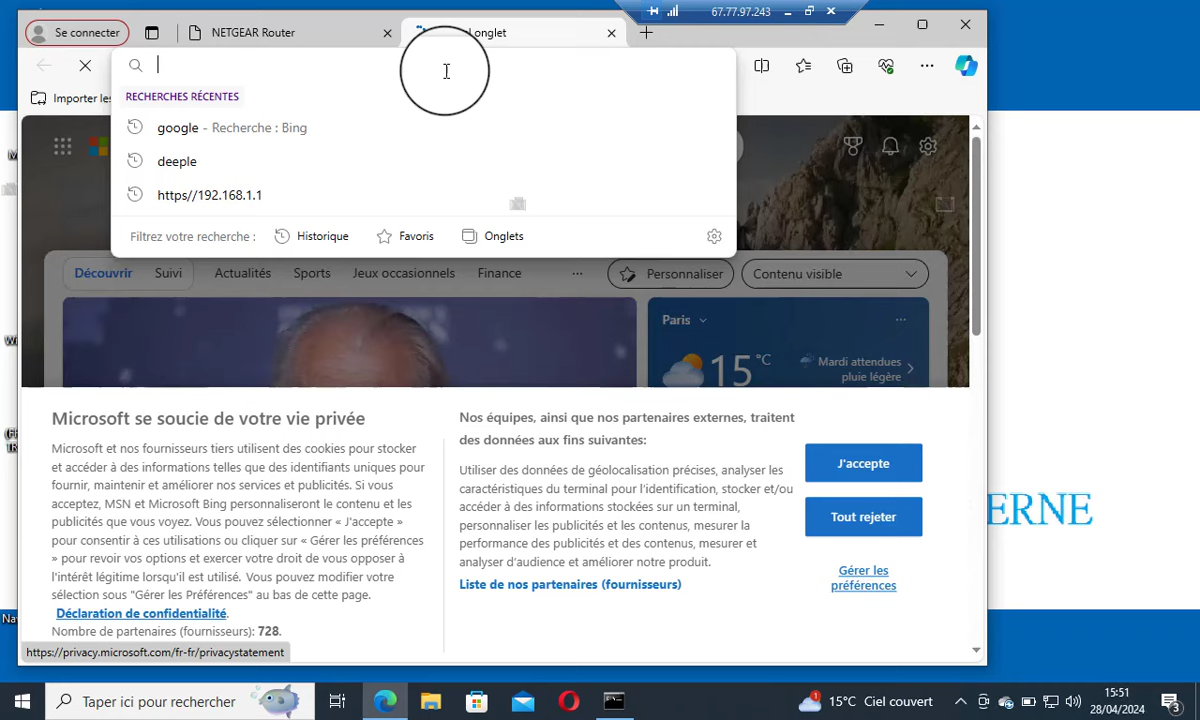 67.77.97.243
Se connecter
NETGEAR Router
Longlet
Importer les
RECHERCHES RÉCENTES
google - Recherche : Bing
deeple
https//192.168.1.1
Filtrez votre recherche :
Historique
Favoris
Onglets
Découvrir
Suivi
Actualités
Sports
Jeux occasionnels
Finance
Personnaliser
Contenu visible
Paris
15 °C
Mardi attendues
pluie légère
Microsoft se soucie de votre vie privée
Microsoft et nos fournisseurs tiers utilisent des cookies pour stocker
et accéder à des informations telles que des identifiants uniques pour
fournir, maintenir et améliorer nos services et publicités. Si vous
acceptez, MSN et Microsoft Bing personnaliseront le contenu et les
publicités que vous voyez. Vous pouvez sélectionner « J'accepte »
pour consentir à ces utilisations ou cliquer sur « Gérer les préférences
» pour revoir vos options et exercer votre droit de vous opposer à
l'intérêt légitime lorsqu'il est utilisé. Vous pouvez modifier votre
sélection sous "Gérer les Préférences" au bas de cette page.
Déclaration de confidentialité.
Nombre de partenaires (fournisseurs): 728.
Nos équipes, ainsi que nos partenaires externes, traitent
des données aux fins suivantes:
Utiliser des données de géolocalisation précises, analyser les
caractéristiques du terminal pour l'identification, stocker et/ou
accéder à des informations stockées sur un terminal,
personnaliser les publicités et les contenus, mesurer la
performance des publicités et des contenus, mesurer et
analyser d'audience et améliorer notre produit.
Liste de nos partenaires (fournisseurs)
J'accepte
Tout rejeter
Gérer les
préférences
ERNE
https://privacy.microsoft.com/fr-fr/privacystatement
Taper ici pour rechercher
1
15°C Ciel couvert
15:51
28/04/2024
3